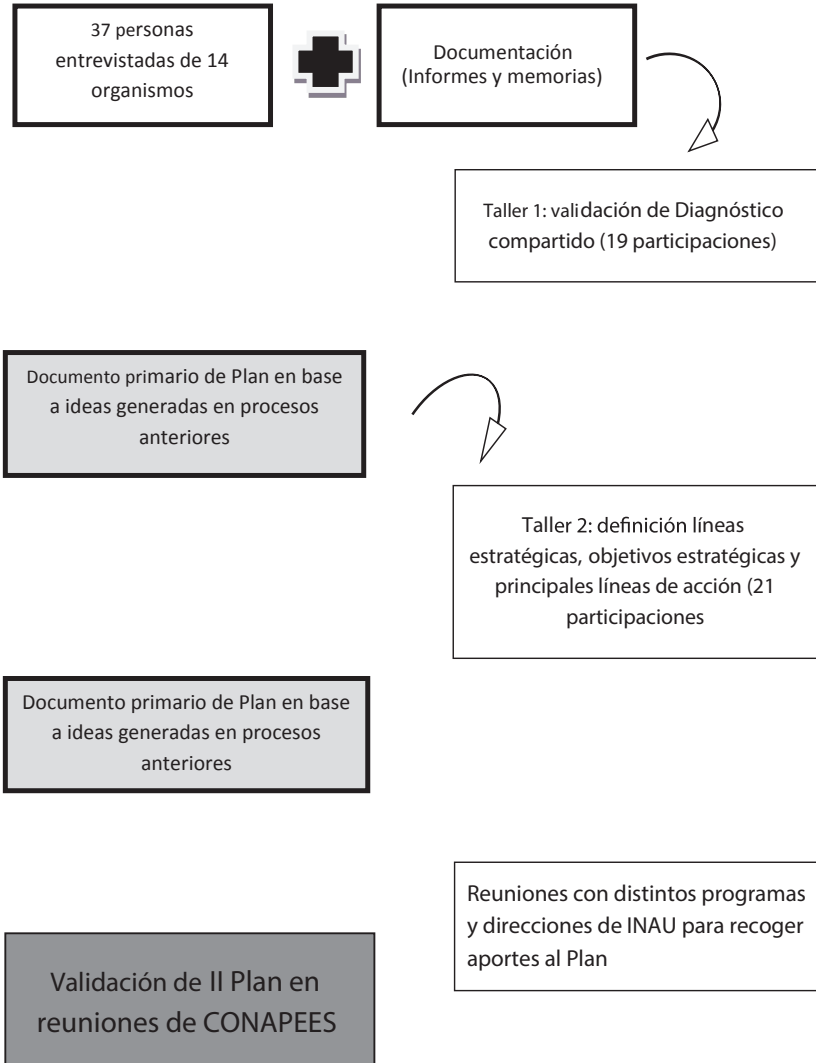 37 personas
entrevistadas de 14
organismos
Documentación
(Informes y memorias)
Taller 1: validación de Diagnóstico
compartido (19 participaciones)
Documento primario de Plan en base
a ideas generadas en procesos
anteriores
Taller 2: definición líneas
estratégicas, objetivos estratégicas y
principales líneas de acción (21
participaciones
Documento primario de Plan en base
a ideas generadas en procesos
anteriores
Reuniones con distintos programas
y direcciones de INAU para recoger
aportes al Plan
Validación de II Plan en
reuniones de CONAPEES